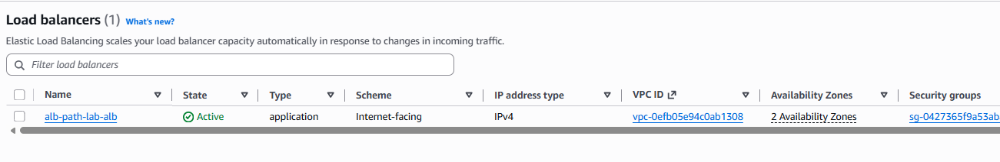 Load balancers (1) What's new?
Elastic Load Balancing scales your load balancer capacity automatically in response to changes in incoming traffic.
Filter load balancers
Name State Type Scheme IP address type VPC ID Availability Zones Security groups
alb-path-lab-alb Active application Internet-facing IPv4 vpc-0efb05e94c0ab1308 2 Availability Zones sg-0427365f9a53ab